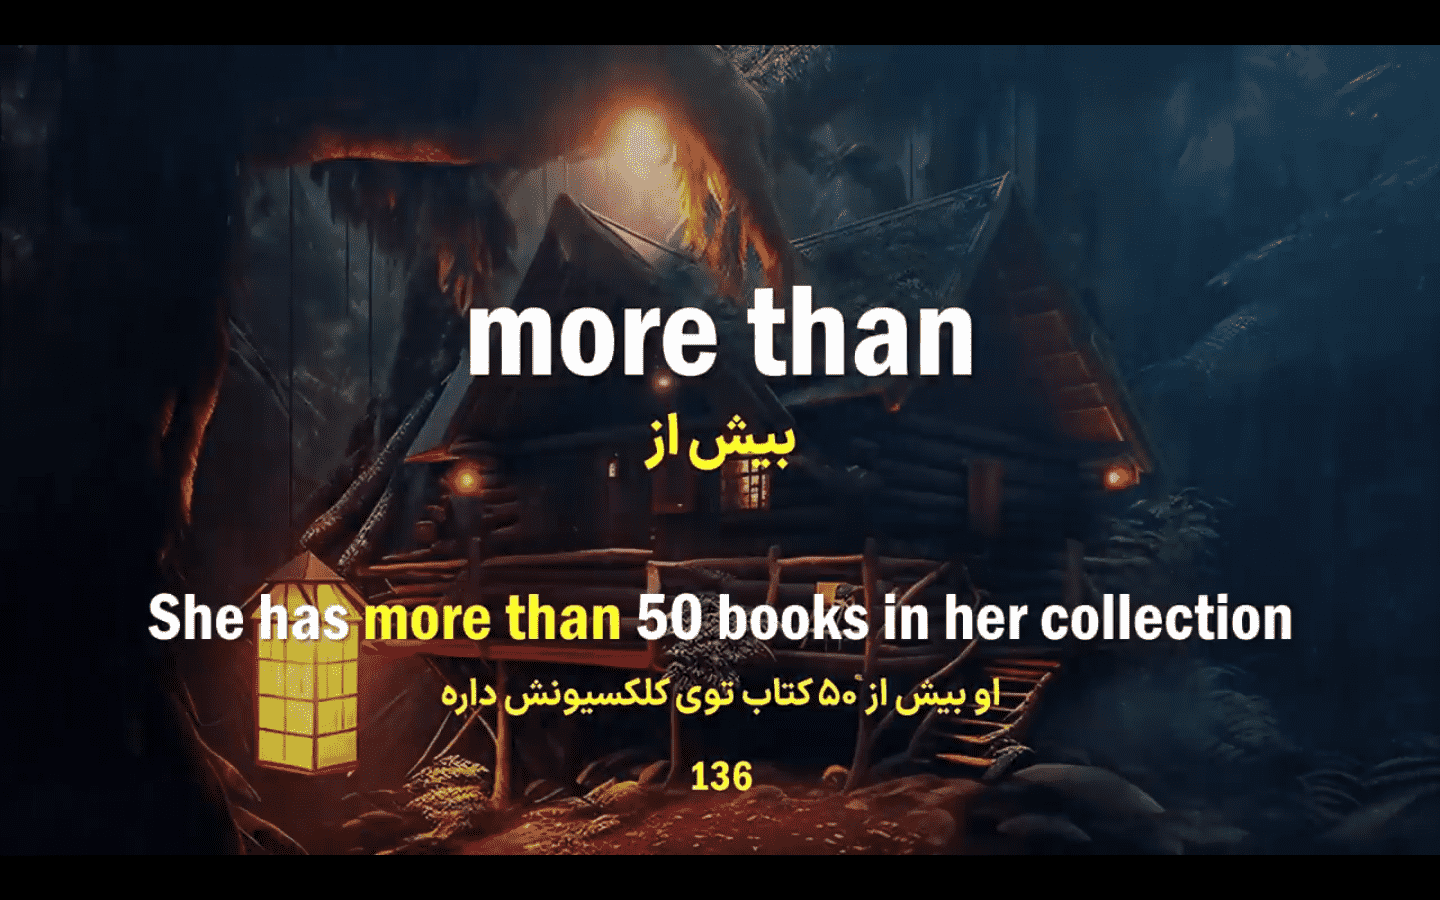 more than
بیش از
She has more than 50 books in her collection
او بیش از ۵۰ کتاب توی کلکسیونش داره
136